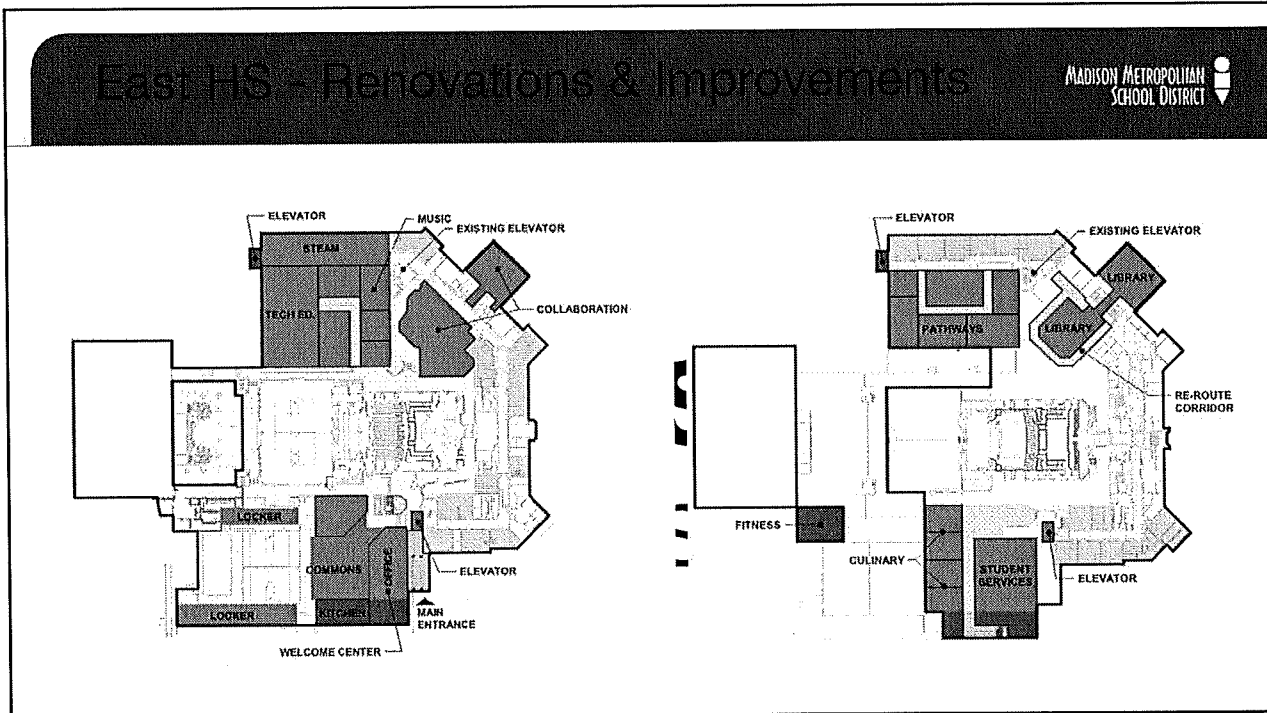 East HS - Renovations & Improvements
MADISON METROPOLITAN
SCHOOL DISTRICT
ELEVATOR
MUSIC
EXISTING ELEVATOR
STEAM
TECH ED.
COLLABORATION
LOCKER
COMMONS
OFFICE
ELEVATOR
LOCKER
KITCHEN
MAIN
ENTRANCE
WELCOME CENTER
ELEVATOR
EXISTING ELEVATOR
LIBRARY
PATHWAYS
LIBRARY
RE-ROUTE
CORRIDOR
FITNESS
CULINARY
STUDENT
SERVICES
ELEVATOR